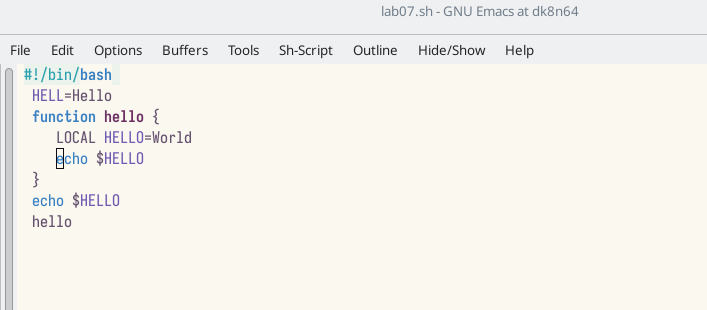 lab07.sh - GNU Emacs at dk8n64
File Edit Options Buffers Tools Sh-Script Outline Hide/Show Help
#!/bin/bash
HELL=Hello
function hello {
LOCAL HELLO=World
echo $HELLO
}
echo $HELLO
hello